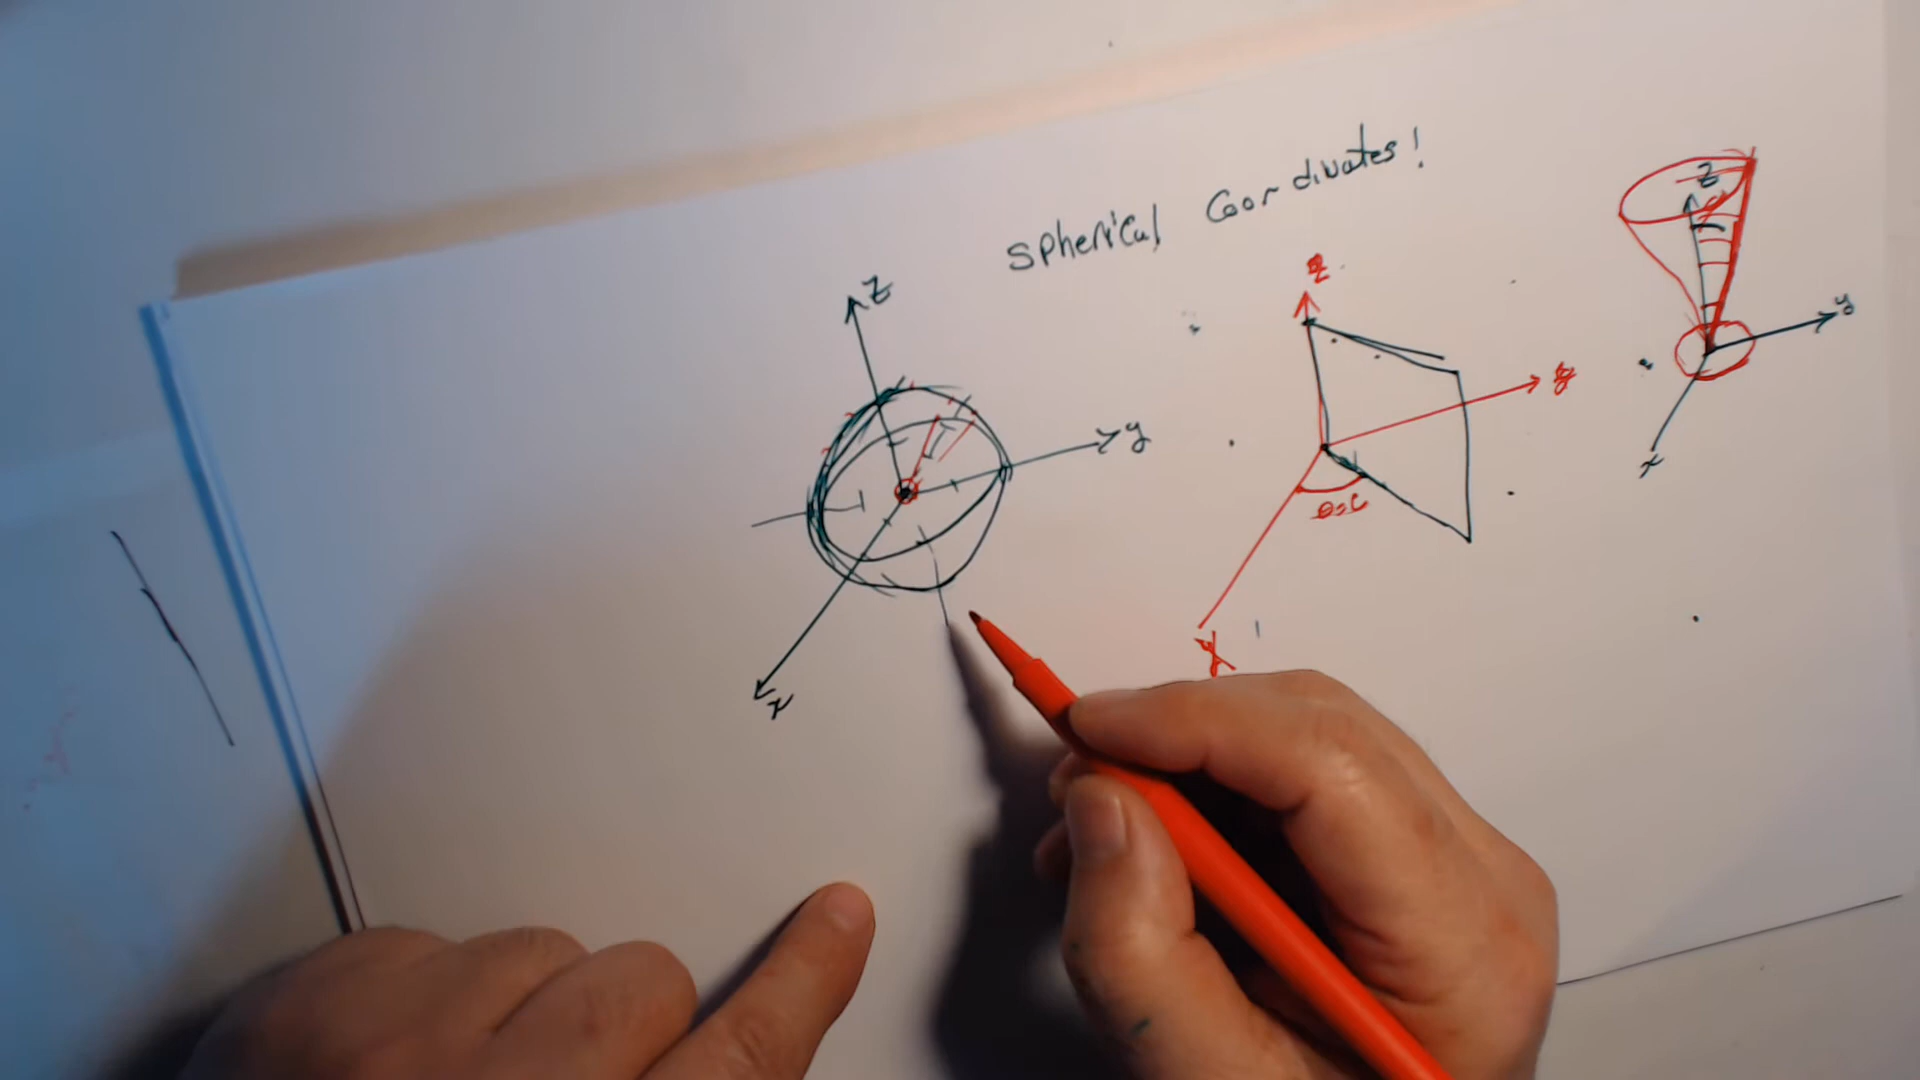 Spherical Coordinates!
z
y
x
z
y
x
θ=c
z
y
x